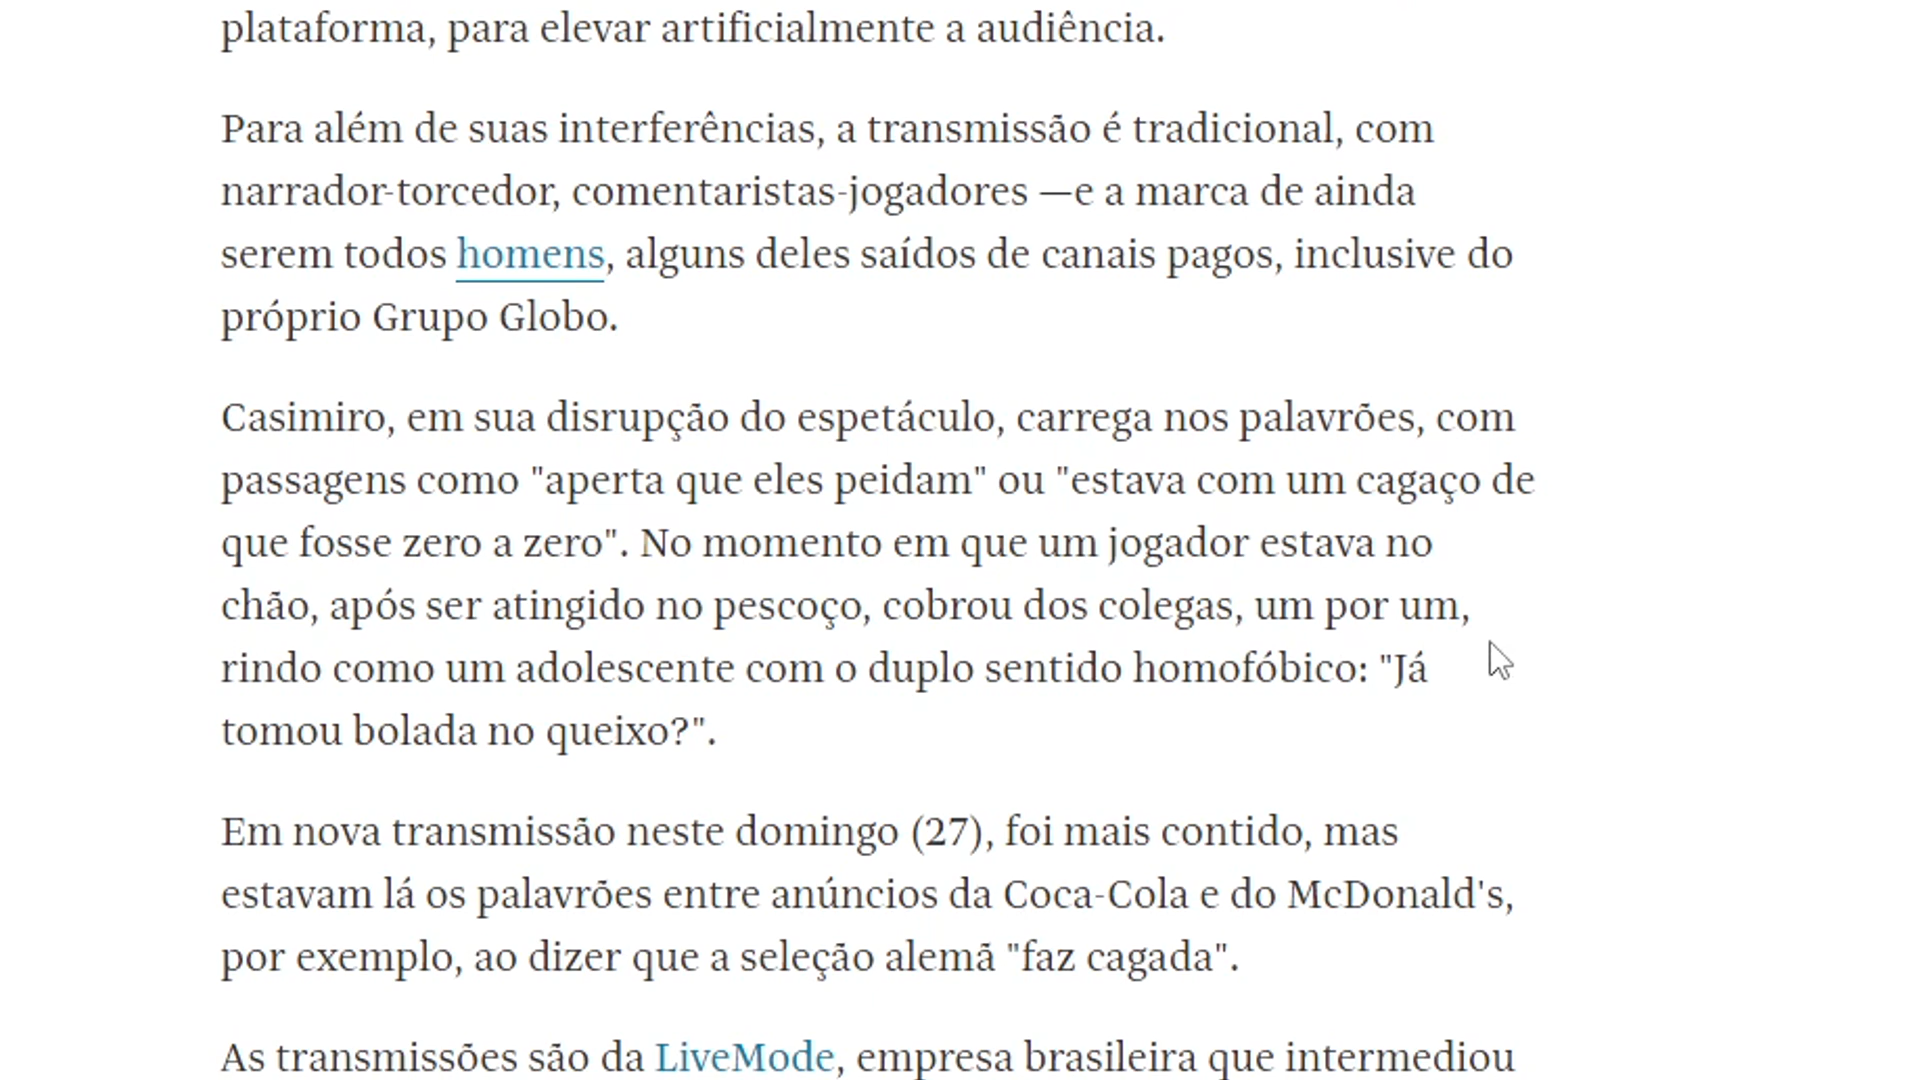 plataforma, para elevar artificialmente a audiência.
Para além de suas interferências, a transmissão é tradicional, com
narrador-torcedor, comentaristas-jogadores —e a marca de ainda
serem todos homens, alguns deles saídos de canais pagos, inclusive do
próprio Grupo Globo.
Casimiro, em sua disrupção do espetáculo, carrega nos palavrões, com
passagens como "aperta que eles peidam" ou "estava com um cagaço de
que fosse zero a zero". No momento em que um jogador estava no
chão, após ser atingido no pescoço, cobrou dos colegas, um por um,
rindo como um adolescente com o duplo sentido homofóbico: "Já
tomou bolada no queixo?".
Em nova transmissão neste domingo (27), foi mais contido, mas
estavam lá os palavrões entre anúncios da Coca-Cola e do McDonald's,
por exemplo, ao dizer que a seleção alemã "faz cagada".
As transmissões são da LiveMode, empresa brasileira que intermediou